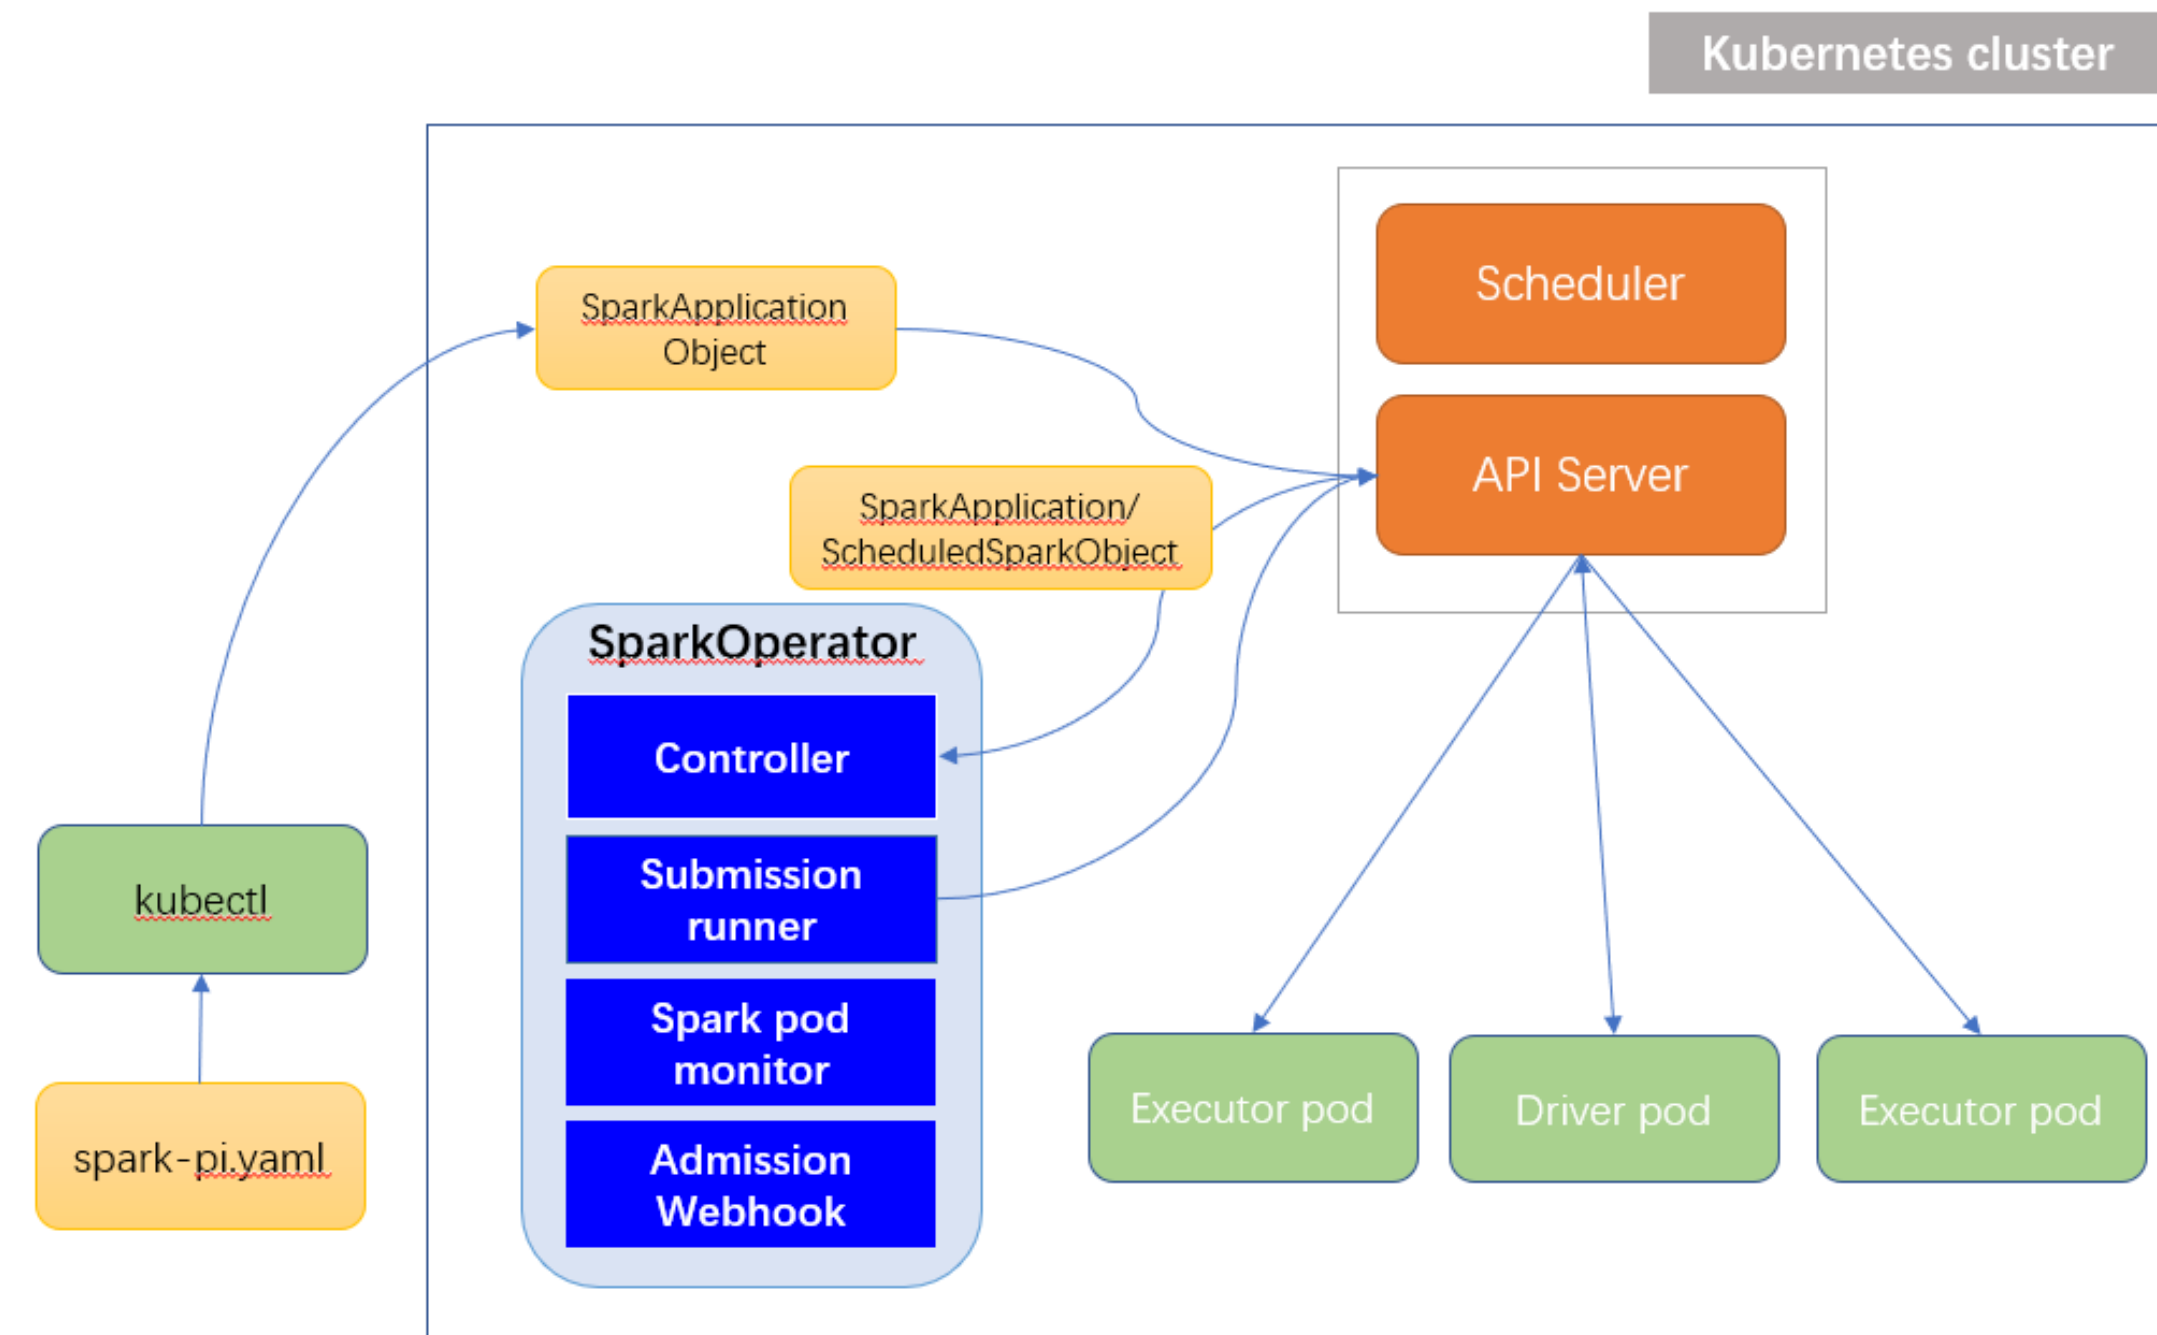 Kubernetes cluster
Scheduler
SparkApplication
Object
API Server
SparkApplication/
ScheduledSparkObject
SparkOperator
Controller
Submission
runner
kubectl
Spark pod
monitor
Executor pod
Driver pod
Executor pod
spark-pi.yaml
Admission
Webhook